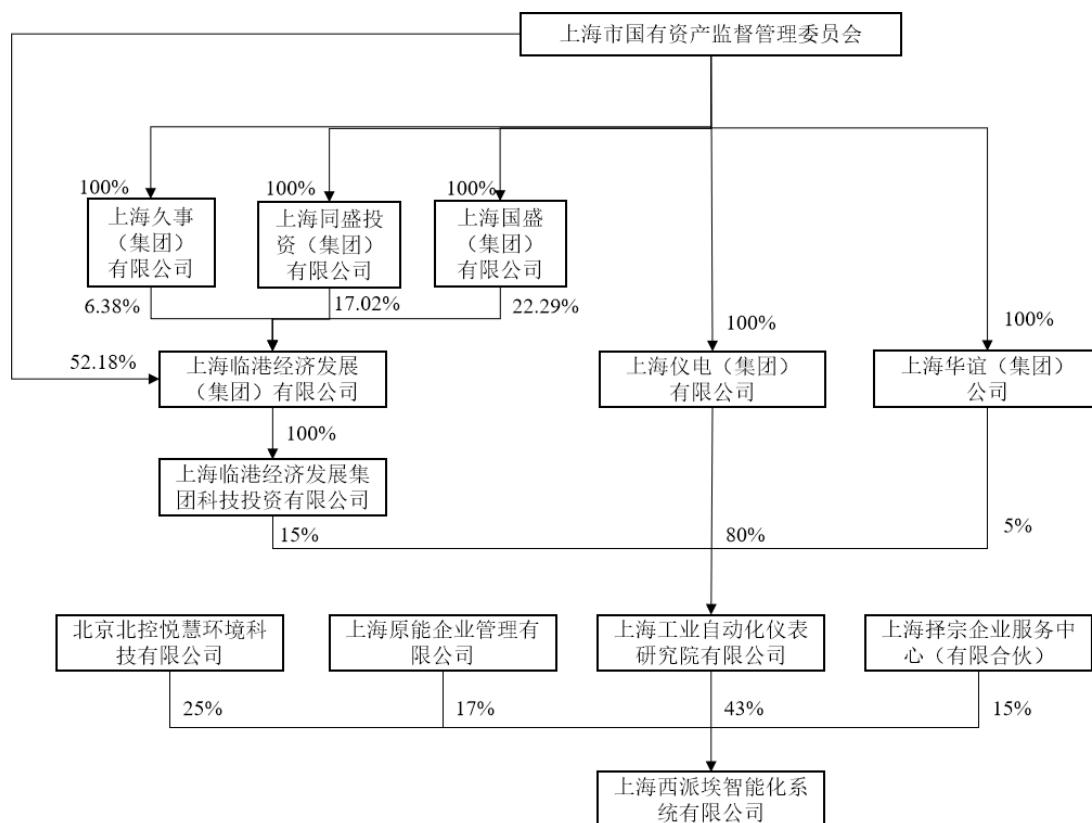 上海市国有资产监督管理委员会
100%
100%
100%
上海久事
（集团）
有限公司
上海同盛投
资（集团）
有限公司
上海国盛
（集团）
有限公司
6.38%
17.02%
22.29%
100%
100%
52.18%
上海临港经济发展
（集团）有限公司
上海仪电（集团）
有限公司
上海华谊（集团）
公司
100%
上海临港经济发展集
团科技投资有限公司
15%
80%
5%
北京北控悦慧环境科
技有限公司
上海原能企业管理有
限公司
上海工业自动化仪表
研究院有限公司
上海择宗企业服务中
心（有限合伙）
25%
17%
43%
15%
上海西派埃智能化系
统有限公司